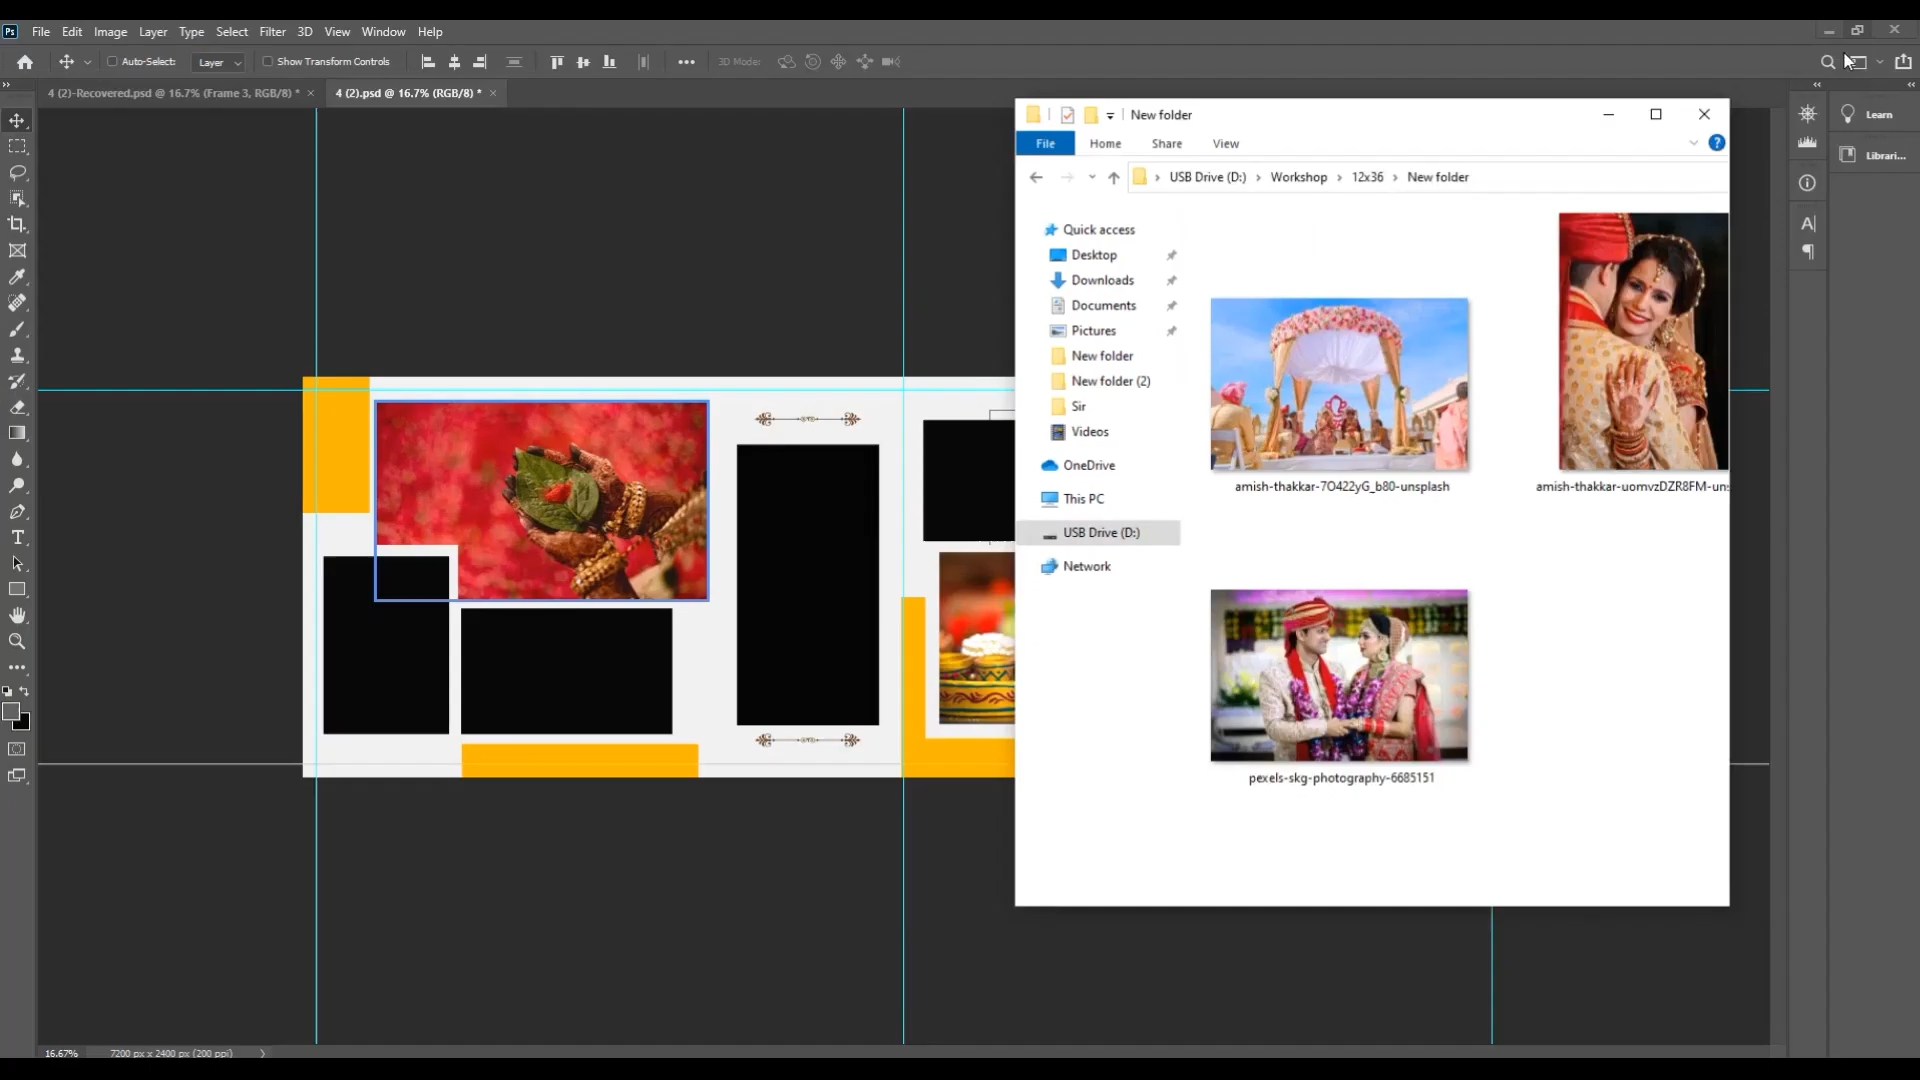 Ps File Edit Image Layer Type Select Filter 3D View Window Help
Auto-Select: Layer Show Transform Controls 3D Mode:
4 (2)-Recovered.psd @ 16.7% (Frame 3, RGB/8) * ×
4 (2).psd @ 16.7% (RGB/8) * ×
New folder
File Home Share View
USB Drive (D:) > Workshop > 12x36 > New folder
Quick access
Desktop
Downloads
Documents
Pictures
New folder
New folder (2)
Sir
Videos
OneDrive
This PC
USB Drive (D:)
Network
amish-thakkar-7O422yG_b80-unsplash
amish-thakkar-uomvzDZR8FM-uns
pexels-skg-photography-6685151
Learn
Librari...
16.67% 7200 px x 2400 px (200 ppi)